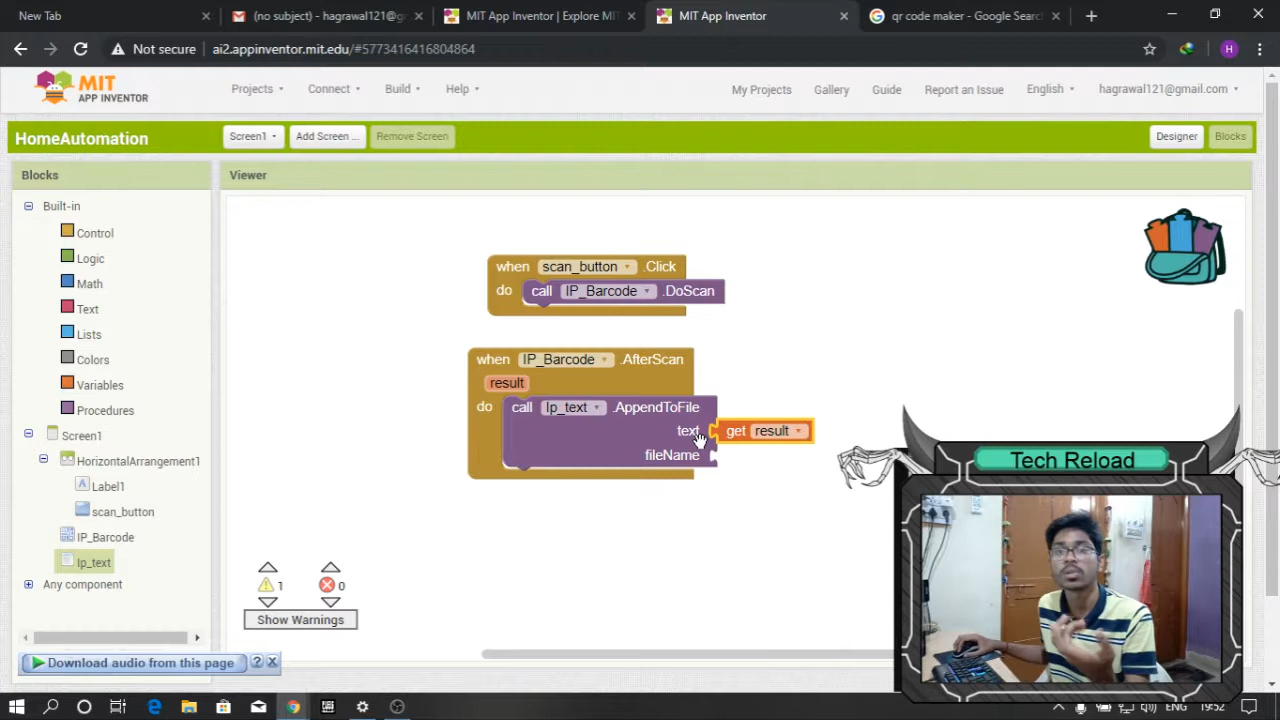 New Tab
(no subject) - hagrawal121@g
MIT App Inventor | Explore MIT
MIT App Inventor
qr code maker - Google Search
Not secure
ai2.appinventor.mit.edu/#5773416416804864
H
MIT
APP INVENTOR
Projects
Connect
Build
Help
My Projects
Gallery
Guide
Report an Issue
English
hagrawal121@gmail.com
HomeAutomation
Screen1
Add Screen ...
Remove Screen
Designer
Blocks
Blocks
Viewer
Built-in
Control
Logic
Math
Text
Lists
Colors
Variables
Procedures
Screen1
HorizontalArrangement1
Label1
scan_button
IP_Barcode
Ip_text
Any component
when scan_button .Click
do call IP_Barcode .DoScan
when IP_Barcode .AfterScan
result
do call Ip_text .AppendToFile
text get result
fileName
1
0
Show Warnings
Tech Reload
Download audio from this page
?
ENG
19:52